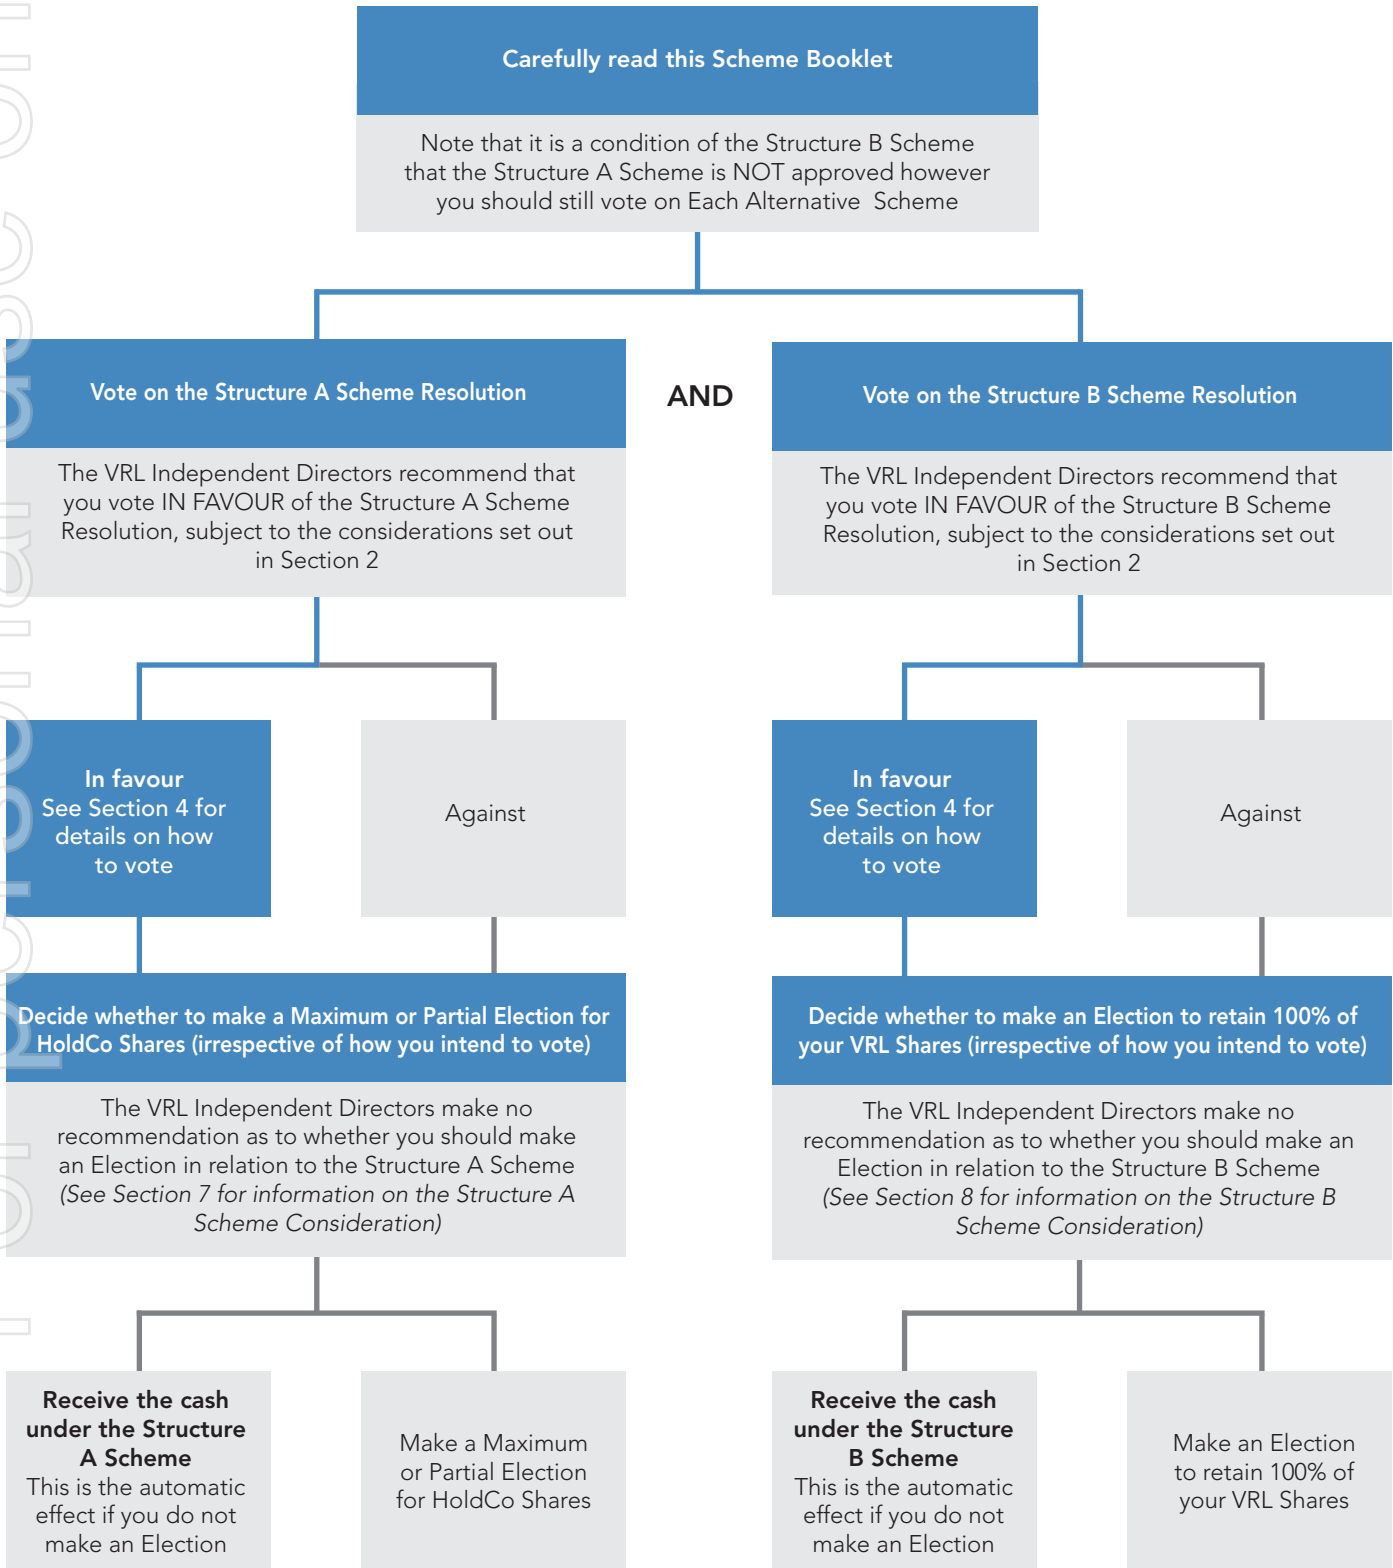 Carefully read this Scheme Booklet
Note that it is a condition of the Structure B Scheme
that the Structure A Scheme is NOT approved however
you should still vote on Each Alternative Scheme
Vote on the Structure A Scheme Resolution
The VRL Independent Directors recommend that
you vote IN FAVOUR of the Structure A Scheme
Resolution, subject to the considerations set out
in Section 2
AND
Vote on the Structure B Scheme Resolution
The VRL Independent Directors recommend that
you vote IN FAVOUR of the Structure B Scheme
Resolution, subject to the considerations set out
in Section 2
In favour
See Section 4 for
details on how
to vote
Against
In favour
See Section 4 for
details on how
to vote
Against
Decide whether to make a Maximum or Partial Election for
HoldCo Shares (irrespective of how you intend to vote)
The VRL Independent Directors make no
recommendation as to whether you should make
an Election in relation to the Structure A Scheme
(See Section 7 for information on the Structure A
Scheme Consideration)
Decide whether to make an Election to retain 100% of
your VRL Shares (irrespective of how you intend to vote)
The VRL Independent Directors make no
recommendation as to whether you should make an
Election in relation to the Structure B Scheme
(See Section 8 for information on the Structure B
Scheme Consideration)
Receive the cash
under the Structure
A Scheme
This is the automatic
effect if you do not
make an Election
Make a Maximum
or Partial Election
for HoldCo Shares
Receive the cash
under the Structure
B Scheme
This is the automatic
effect if you do not
make an Election
Make an Election
to retain 100% of
your VRL Shares
For personal use